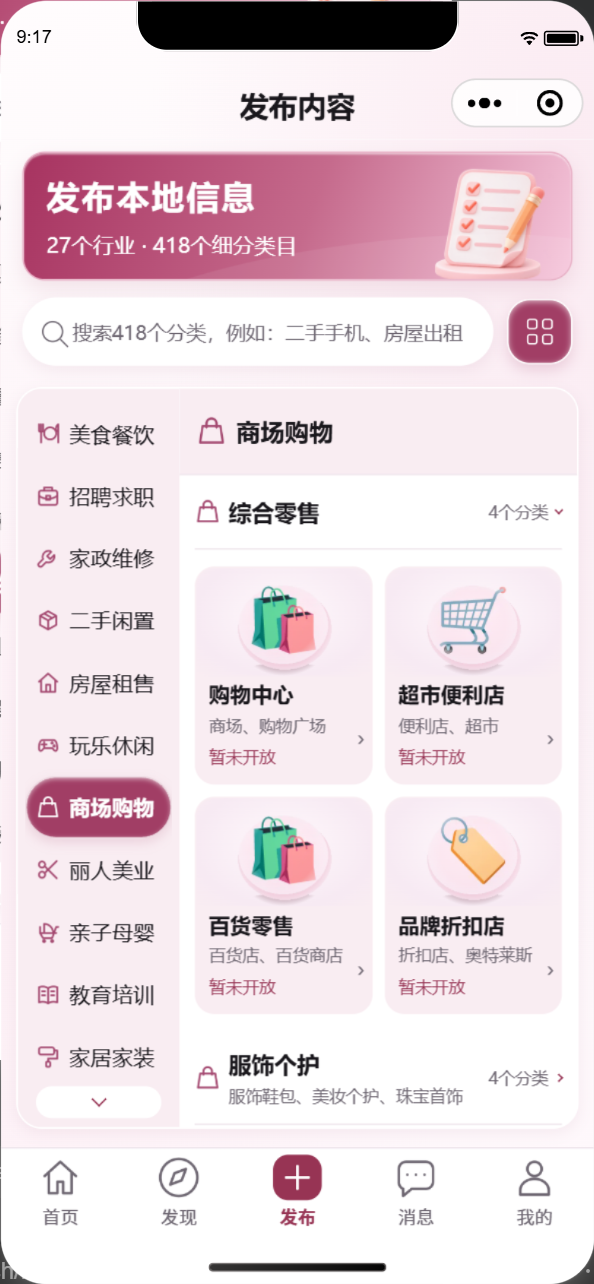 9:17
发布内容
发布本地信息
27个行业 · 418个细分类目
搜索418个分类，例如：二手手机、房屋出租
美食餐饮
招聘求职
家政维修
二手闲置
房屋租售
玩乐休闲
商场购物
丽人美业
亲子母婴
教育培训
家居家装
商场购物
综合零售
4个分类
购物中心
商场、购物广场
暂未开放
超市便利店
便利店、超市
暂未开放
百货零售
百货店、百货商店
暂未开放
品牌折扣店
折扣店、奥特莱斯
暂未开放
服饰个护
服饰鞋包、美妆个护、珠宝首饰
4个分类
首页
发现
发布
消息
我的